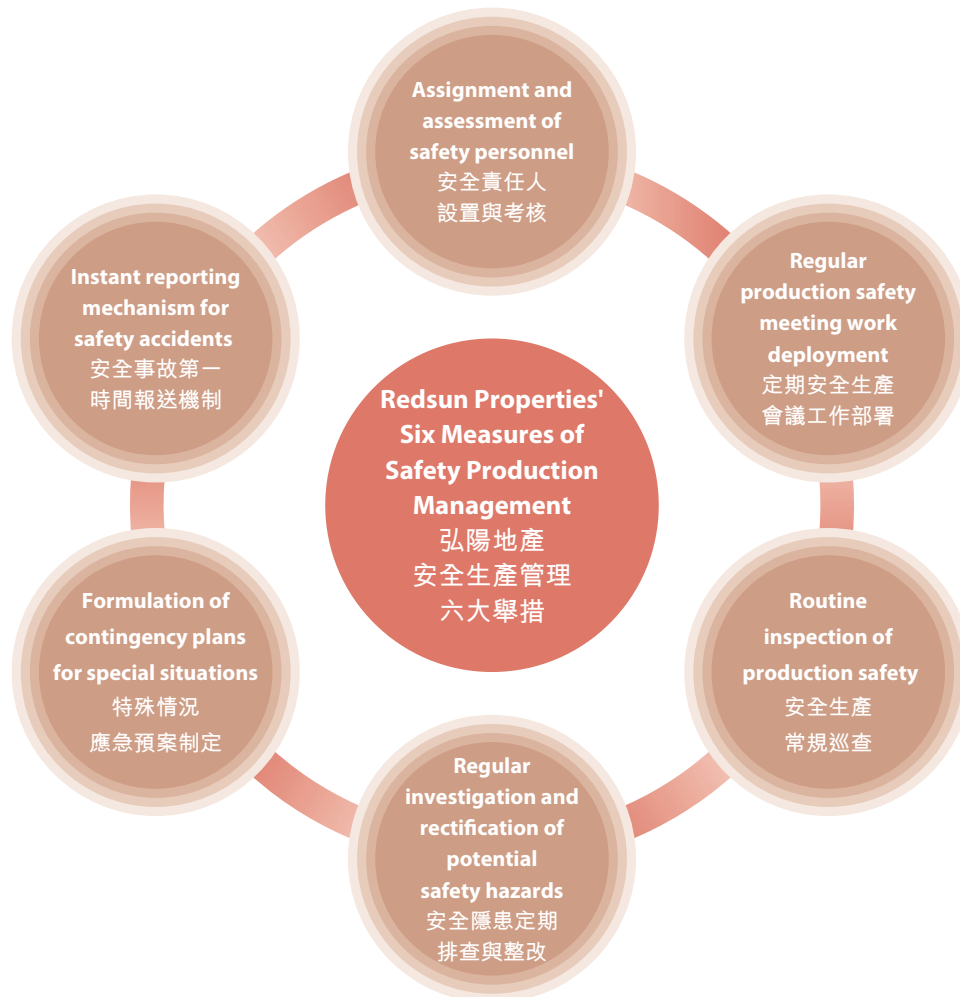 Assignment and
assessment of
safety personnel
安全責任人
設置與考核
Regular
production safety
meeting work
deployment
定期安全生產
會議工作部署
Routine
inspection of
production safety
安全生產
常規巡查
Regular
investigation and
rectification of
potential
safety hazards
安全隱患定期
排查與整改
Formulation of
contingency plans
for special situations
特殊情況
應急預案制定
Instant reporting
mechanism for
safety accidents
安全事故第一
時間報送機制
Redsun Properties'
Six Measures of
Safety Production
Management
弘陽地產
安全生產管理
六大舉措